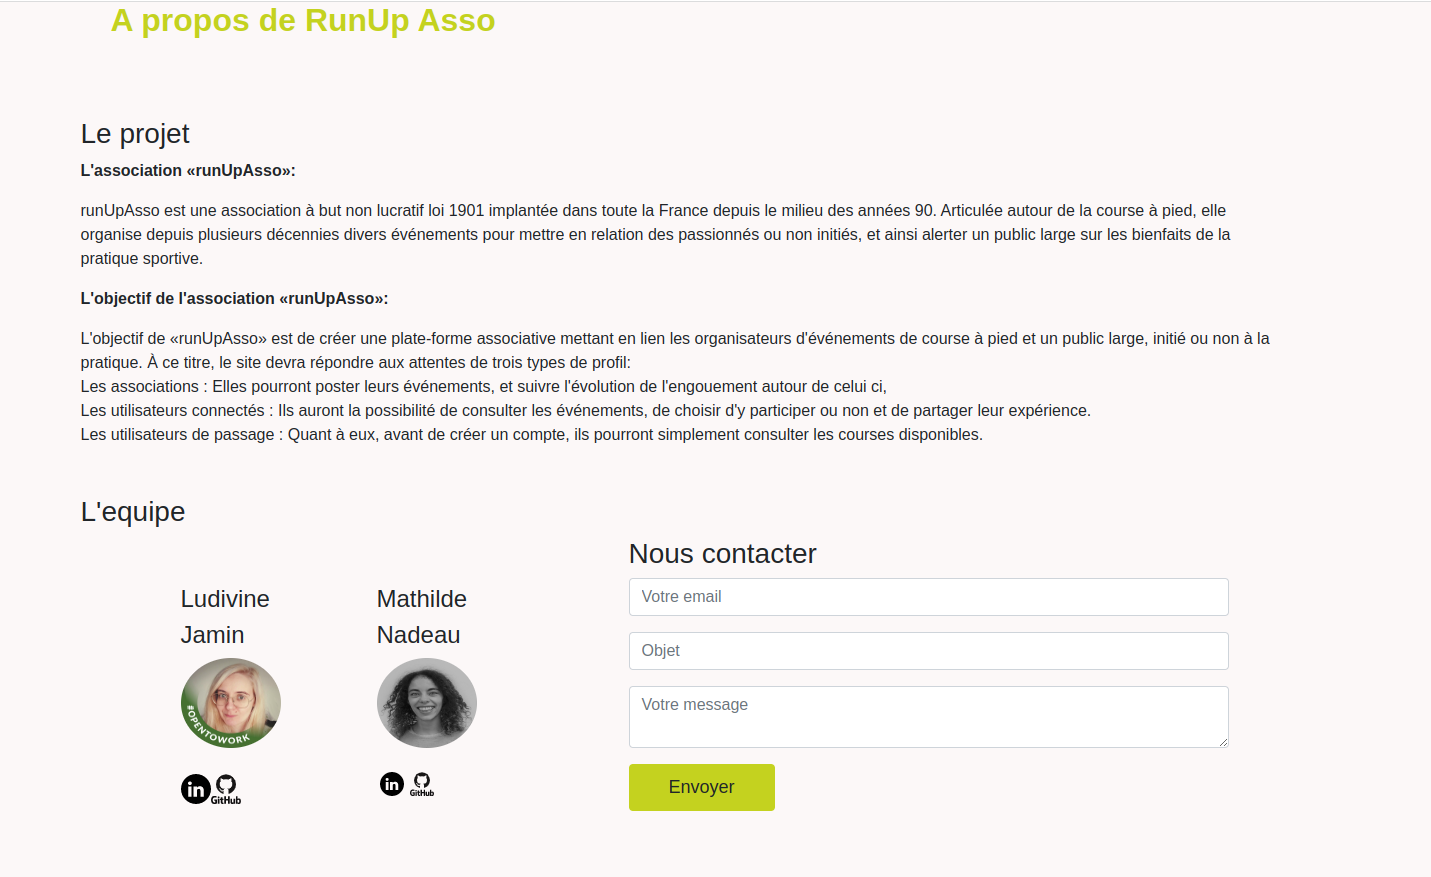 A propos de RunUp Asso
Le projet
L'association «runUpAsso»:
runUpAsso est une association à but non lucratif loi 1901 implantée dans toute la France depuis le milieu des années 90. Articulée autour de la course à pied, elle
organise depuis plusieurs décennies divers événements pour mettre en relation des passionnés ou non initiés, et ainsi alerter un public large sur les bienfaits de la
pratique sportive.
L'objectif de l'association «runUpAsso»:
L'objectif de «runUpAsso» est de créer une plate-forme associative mettant en lien les organisateurs d'événements de course à pied et un public large, initié ou non à la
pratique. À ce titre, le site devra répondre aux attentes de trois types de profil:
Les associations : Elles pourront poster leurs événements, et suivre l'évolution de l'engouement autour de celui ci,
Les utilisateurs connectés : Ils auront la possibilité de consulter les événements, de choisir d'y participer ou non et de partager leur expérience.
Les utilisateurs de passage : Quant à eux, avant de créer un compte, ils pourront simplement consulter les courses disponibles.
L'equipe
Ludivine
Jamin
#OPENTOWORK
in
GitHub
Mathilde
Nadeau
in
GitHub
Nous contacter
Votre email
Objet
Votre message
Envoyer